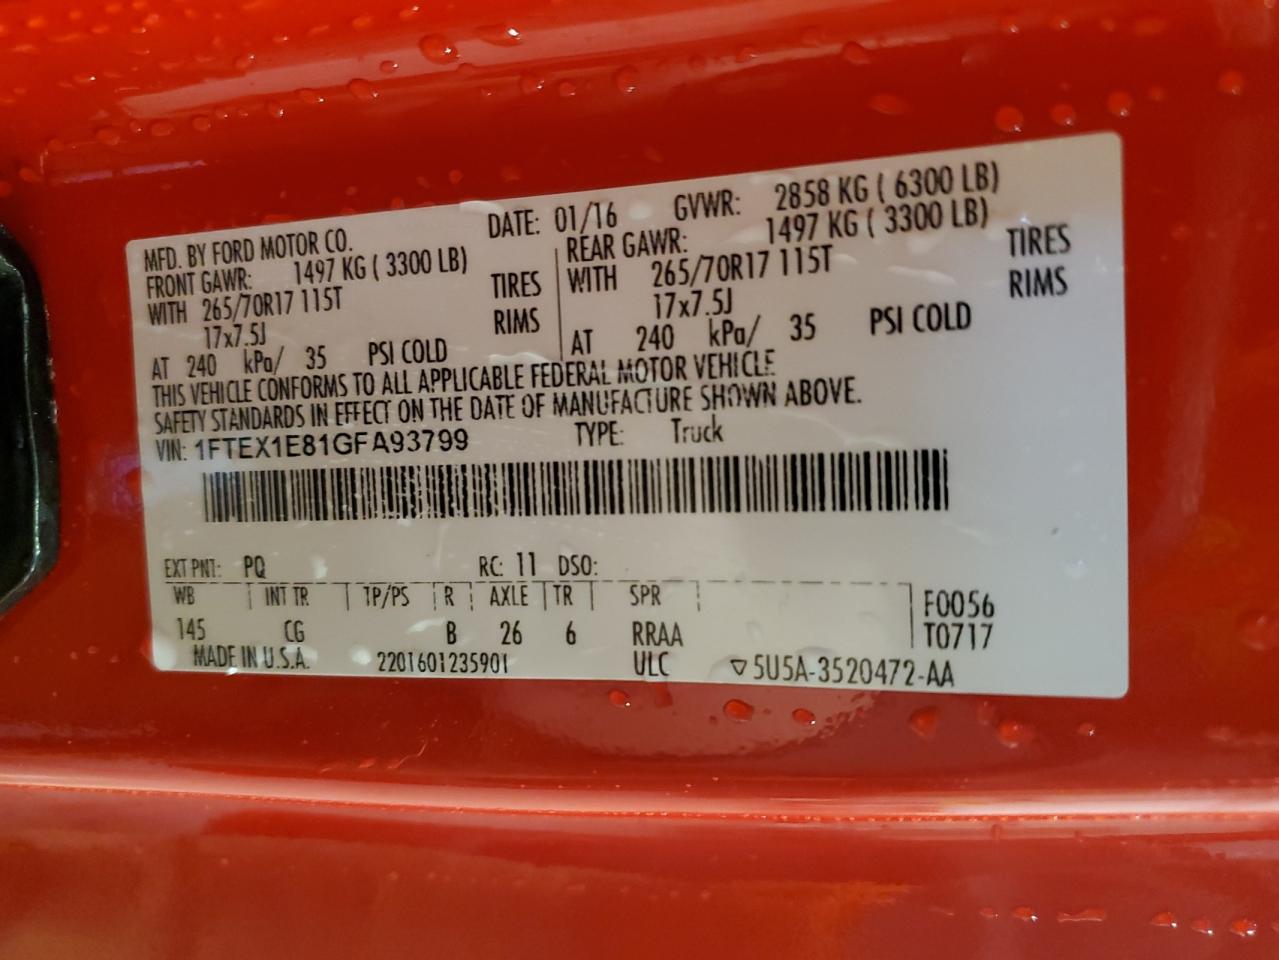 MFD. BY FORD MOTOR CO. DATE: 01/16 GVWR: 2858 KG ( 6300 LB)
FRONT GAWR: 1497 KG ( 3300 LB) REAR GAWR: 1497 KG ( 3300 LB)
WITH 265/70R17 115T TIRES WITH 265/70R17 115T TIRES
17x7.5J RIMS 17x7.5J RIMS
AT 240 kPa/ 35 PSI COLD AT 240 kPa/ 35 PSI COLD
THIS VEHICLE CONFORMS TO ALL APPLICABLE FEDERAL MOTOR VEHICLE
SAFETY STANDARDS IN EFFECT ON THE DATE OF MANUFACTURE SHOWN ABOVE.
VIN: 1FTEX1E81GFA93799 TYPE: Truck
EXT PNT: PQ RC: 11 DSO:
WB INT TR TP/PS R AXLE TR SPR F0056
145 CG B 26 6 RRAA T0717
MADE IN U.S.A. 2201601235901 ULC ▽5U5A-3520472-AA